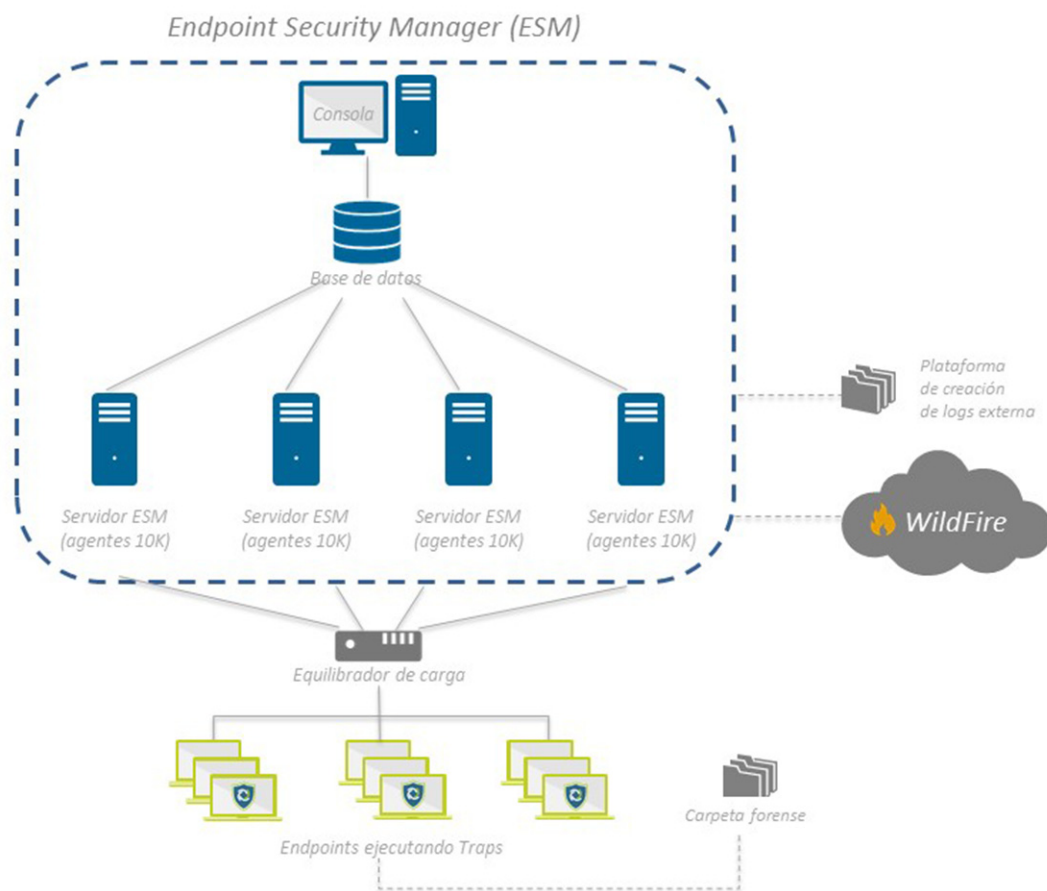 Endpoint Security Manager (ESM)
Consola
Base de datos
Servidor ESM
(agentes 10K)
Servidor ESM
(agentes 10K)
Servidor ESM
(agentes 10K)
Servidor ESM
(agentes 10K)
Plataforma
de creación
de logs externa
WildFire
Equilibrador de carga
Endpoints ejecutando Traps
Carpeta forense